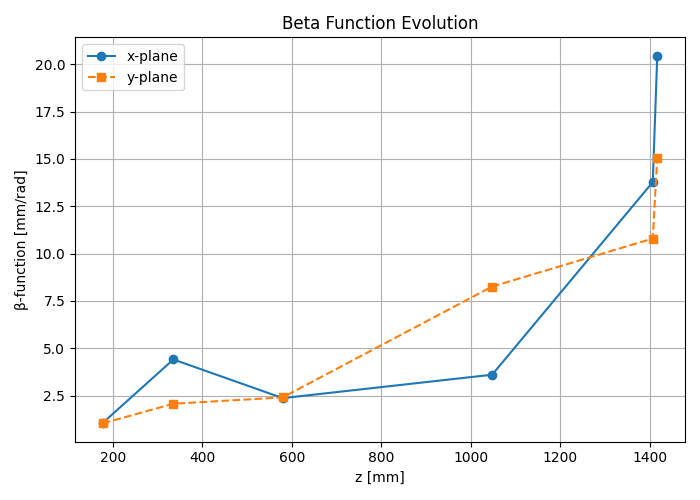 Beta Function Evolution
x-plane
y-plane
20.0
17.5
15.0
12.5
10.0
7.5
5.0
2.5
β-function [mm/rad]
200 400 600 800 1000 1200 1400
z [mm]